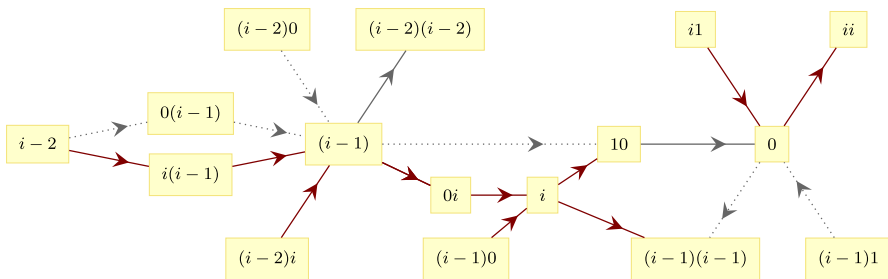 (i − 2)0
(i − 2)(i − 2)
i1
ii
0(i − 1)
i − 2
(i − 1)
10
0
i(i − 1)
0i
i
(i − 2)i
(i − 1)0
(i − 1)(i − 1)
(i − 1)1